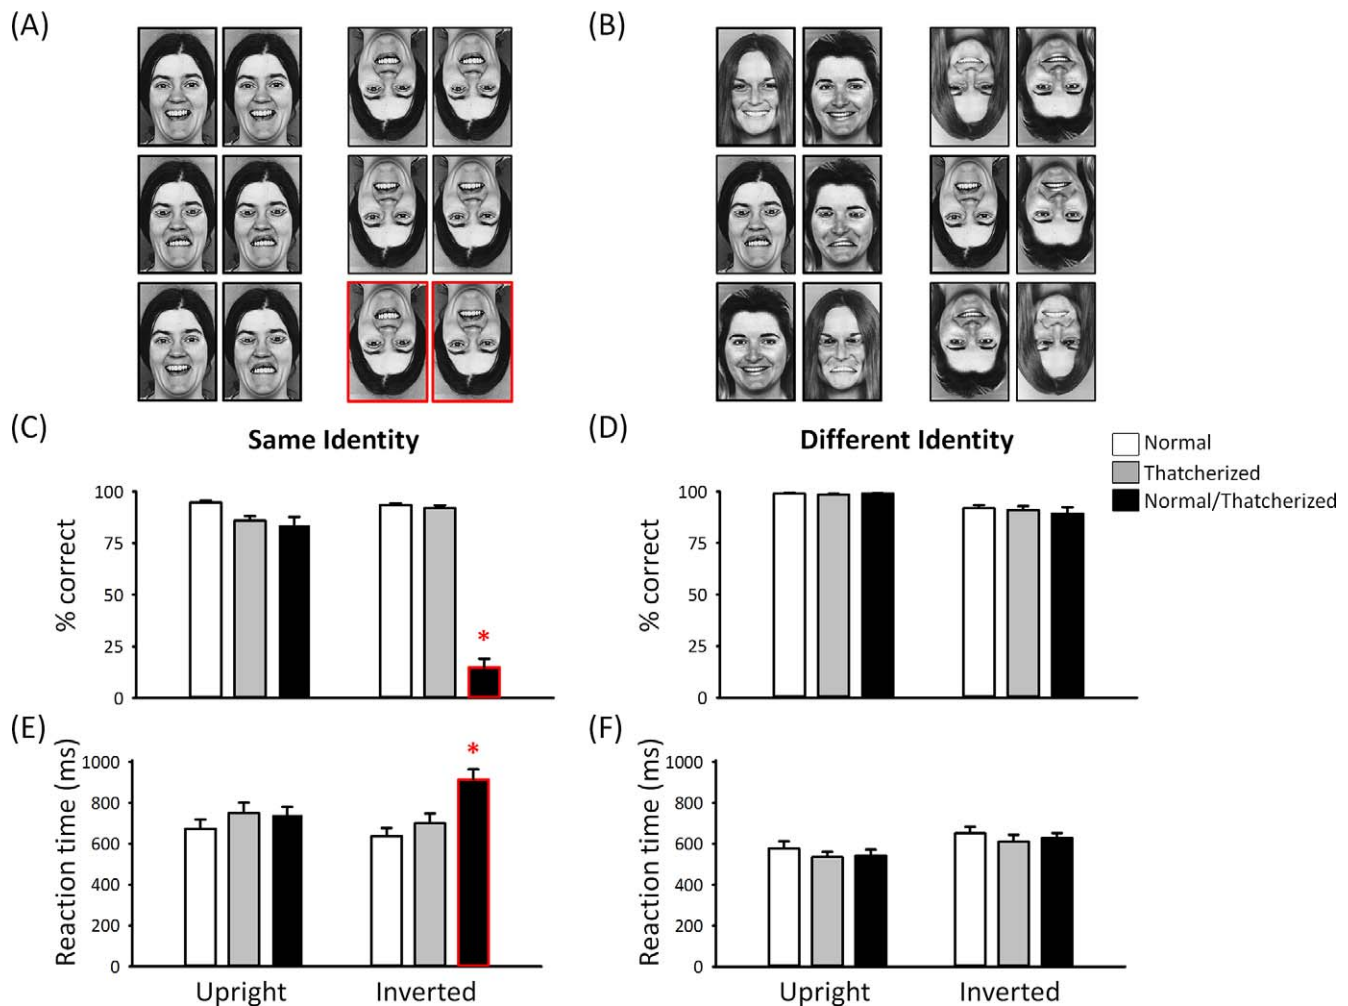 (A)
(B)
(C)
Same Identity
% correct
100
75
50
25
0
*
(D)
Different Identity
Normal
Thatcherized
Normal/Thatcherized
% correct
100
75
50
25
0
(E)
Reaction time (ms)
1000
800
600
400
200
0
*
Upright
Inverted
(F)
Reaction time (ms)
1000
800
600
400
200
0
Upright
Inverted